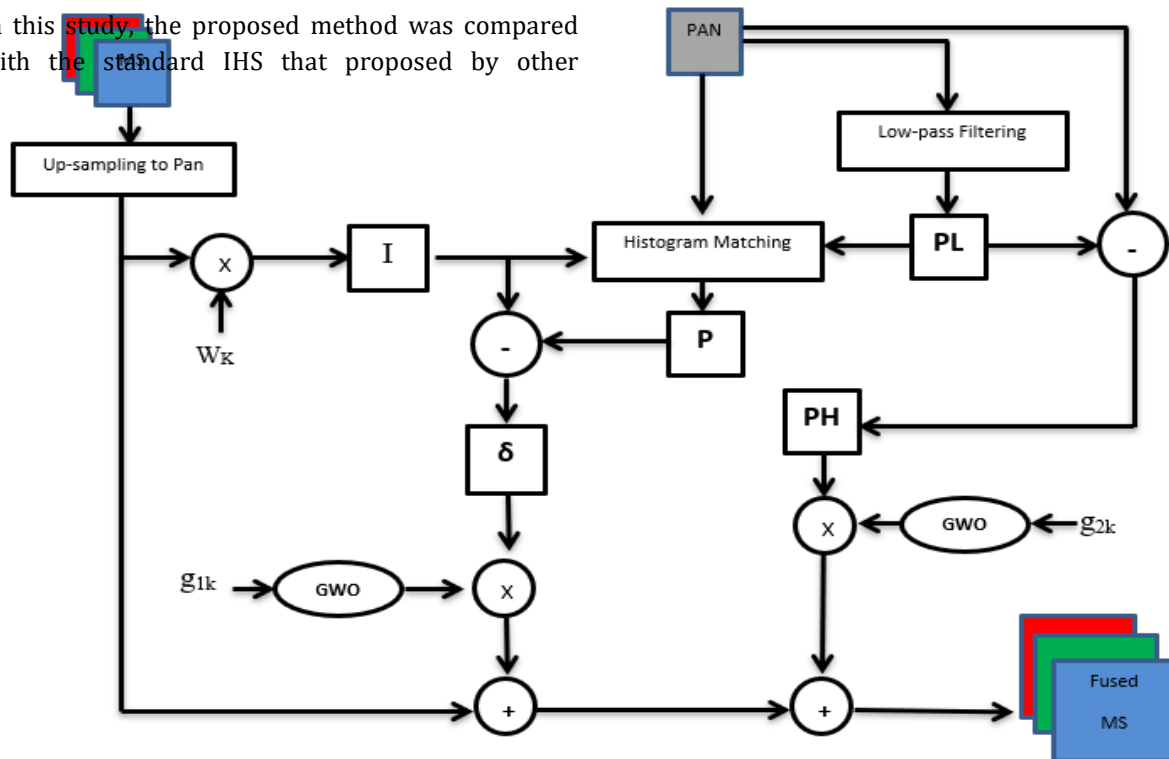 n this study, the proposed method was compared
ith the standard IHS that proposed by other
MS
PAN
Up-sampling to Pan
Low-pass Filtering
x
I
Histogram Matching
PL
-
WK
-
P
δ
PH
x
GWO
g2k
g1k
GWO
x
+
+
Fused
MS